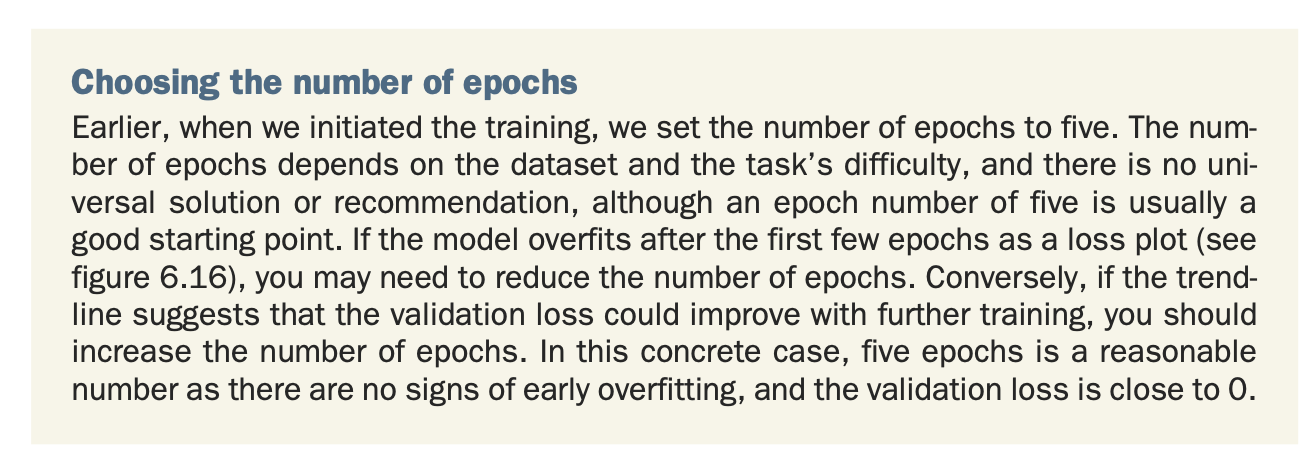 Choosing the number of epochs
Earlier, when we initiated the training, we set the number of epochs to five. The num-
ber of epochs depends on the dataset and the task’s difficulty, and there is no uni-
versal solution or recommendation, although an epoch number of five is usually a
good starting point. If the model overfits after the first few epochs as a loss plot (see
figure 6.16), you may need to reduce the number of epochs. Conversely, if the trend-
line suggests that the validation loss could improve with further training, you should
increase the number of epochs. In this concrete case, five epochs is a reasonable
number as there are no signs of early overfitting, and the validation loss is close to 0.